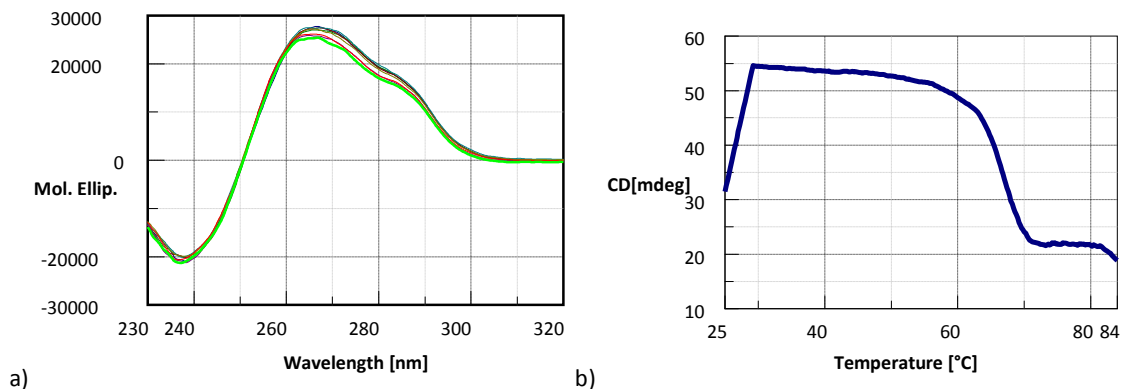 30000
20000
0
Mol. Ellip.
-20000
-30000
230 240 260 280 300 320
Wavelength [nm]
a)
60
50
40
CD[mdeg]
30
20
10
25 40 60 80 84
Temperature [°C]
b)